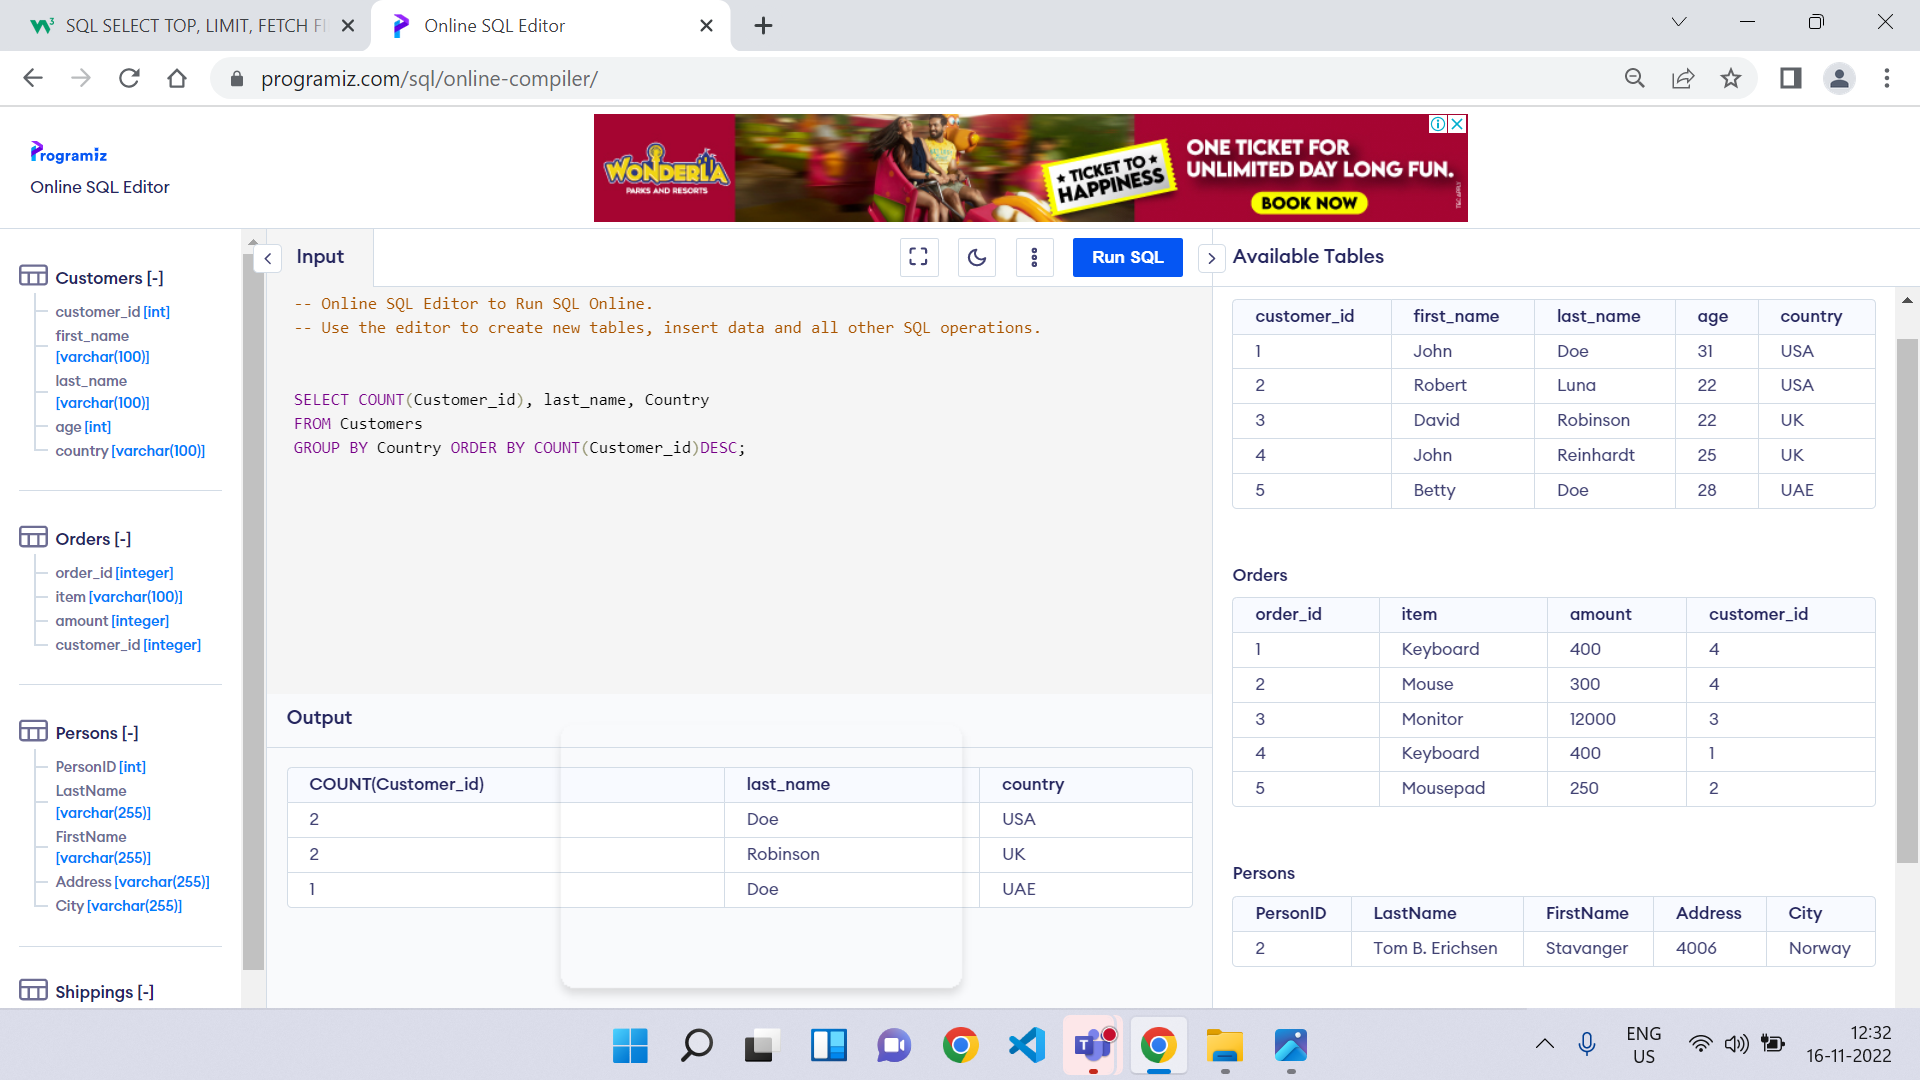 SQL SELECT TOP, LIMIT, FETCH FI
Online SQL Editor
programiz.com/sql/online-compiler/
Programiz
Online SQL Editor
WONDERLA
PARKS AND RESORTS
TICKET TO
HAPPINESS
ONE TICKET FOR
UNLIMITED DAY LONG FUN.
BOOK NOW
Customers [-]
customer_id [int]
first_name
[varchar(100)]
last_name
[varchar(100)]
age [int]
country [varchar(100)]
Orders [-]
order_id [integer]
item [varchar(100)]
amount [integer]
customer_id [integer]
Persons [-]
PersonID [int]
LastName
[varchar(255)]
FirstName
[varchar(255)]
Address [varchar(255)]
City [varchar(255)]
Shippings [-]
Input
Run SQL
-- Online SQL Editor to Run SQL Online.
-- Use the editor to create new tables, insert data and all other SQL operations.
SELECT COUNT(Customer_id), last_name, Country
FROM Customers
GROUP BY Country ORDER BY COUNT(Customer_id)DESC;
Output
COUNT(Customer_id) last_name country
2 Doe USA
2 Robinson UK
1 Doe UAE
Available Tables
customer_id first_name last_name age country
1 John Doe 31 USA
2 Robert Luna 22 USA
3 David Robinson 22 UK
4 John Reinhardt 25 UK
5 Betty Doe 28 UAE
Orders
order_id item amount customer_id
1 Keyboard 400 4
2 Mouse 300 4
3 Monitor 12000 3
4 Keyboard 400 1
5 Mousepad 250 2
Persons
PersonID LastName FirstName Address City
2 Tom B. Erichsen Stavanger 4006 Norway
ENG
US
12:32
16-11-2022